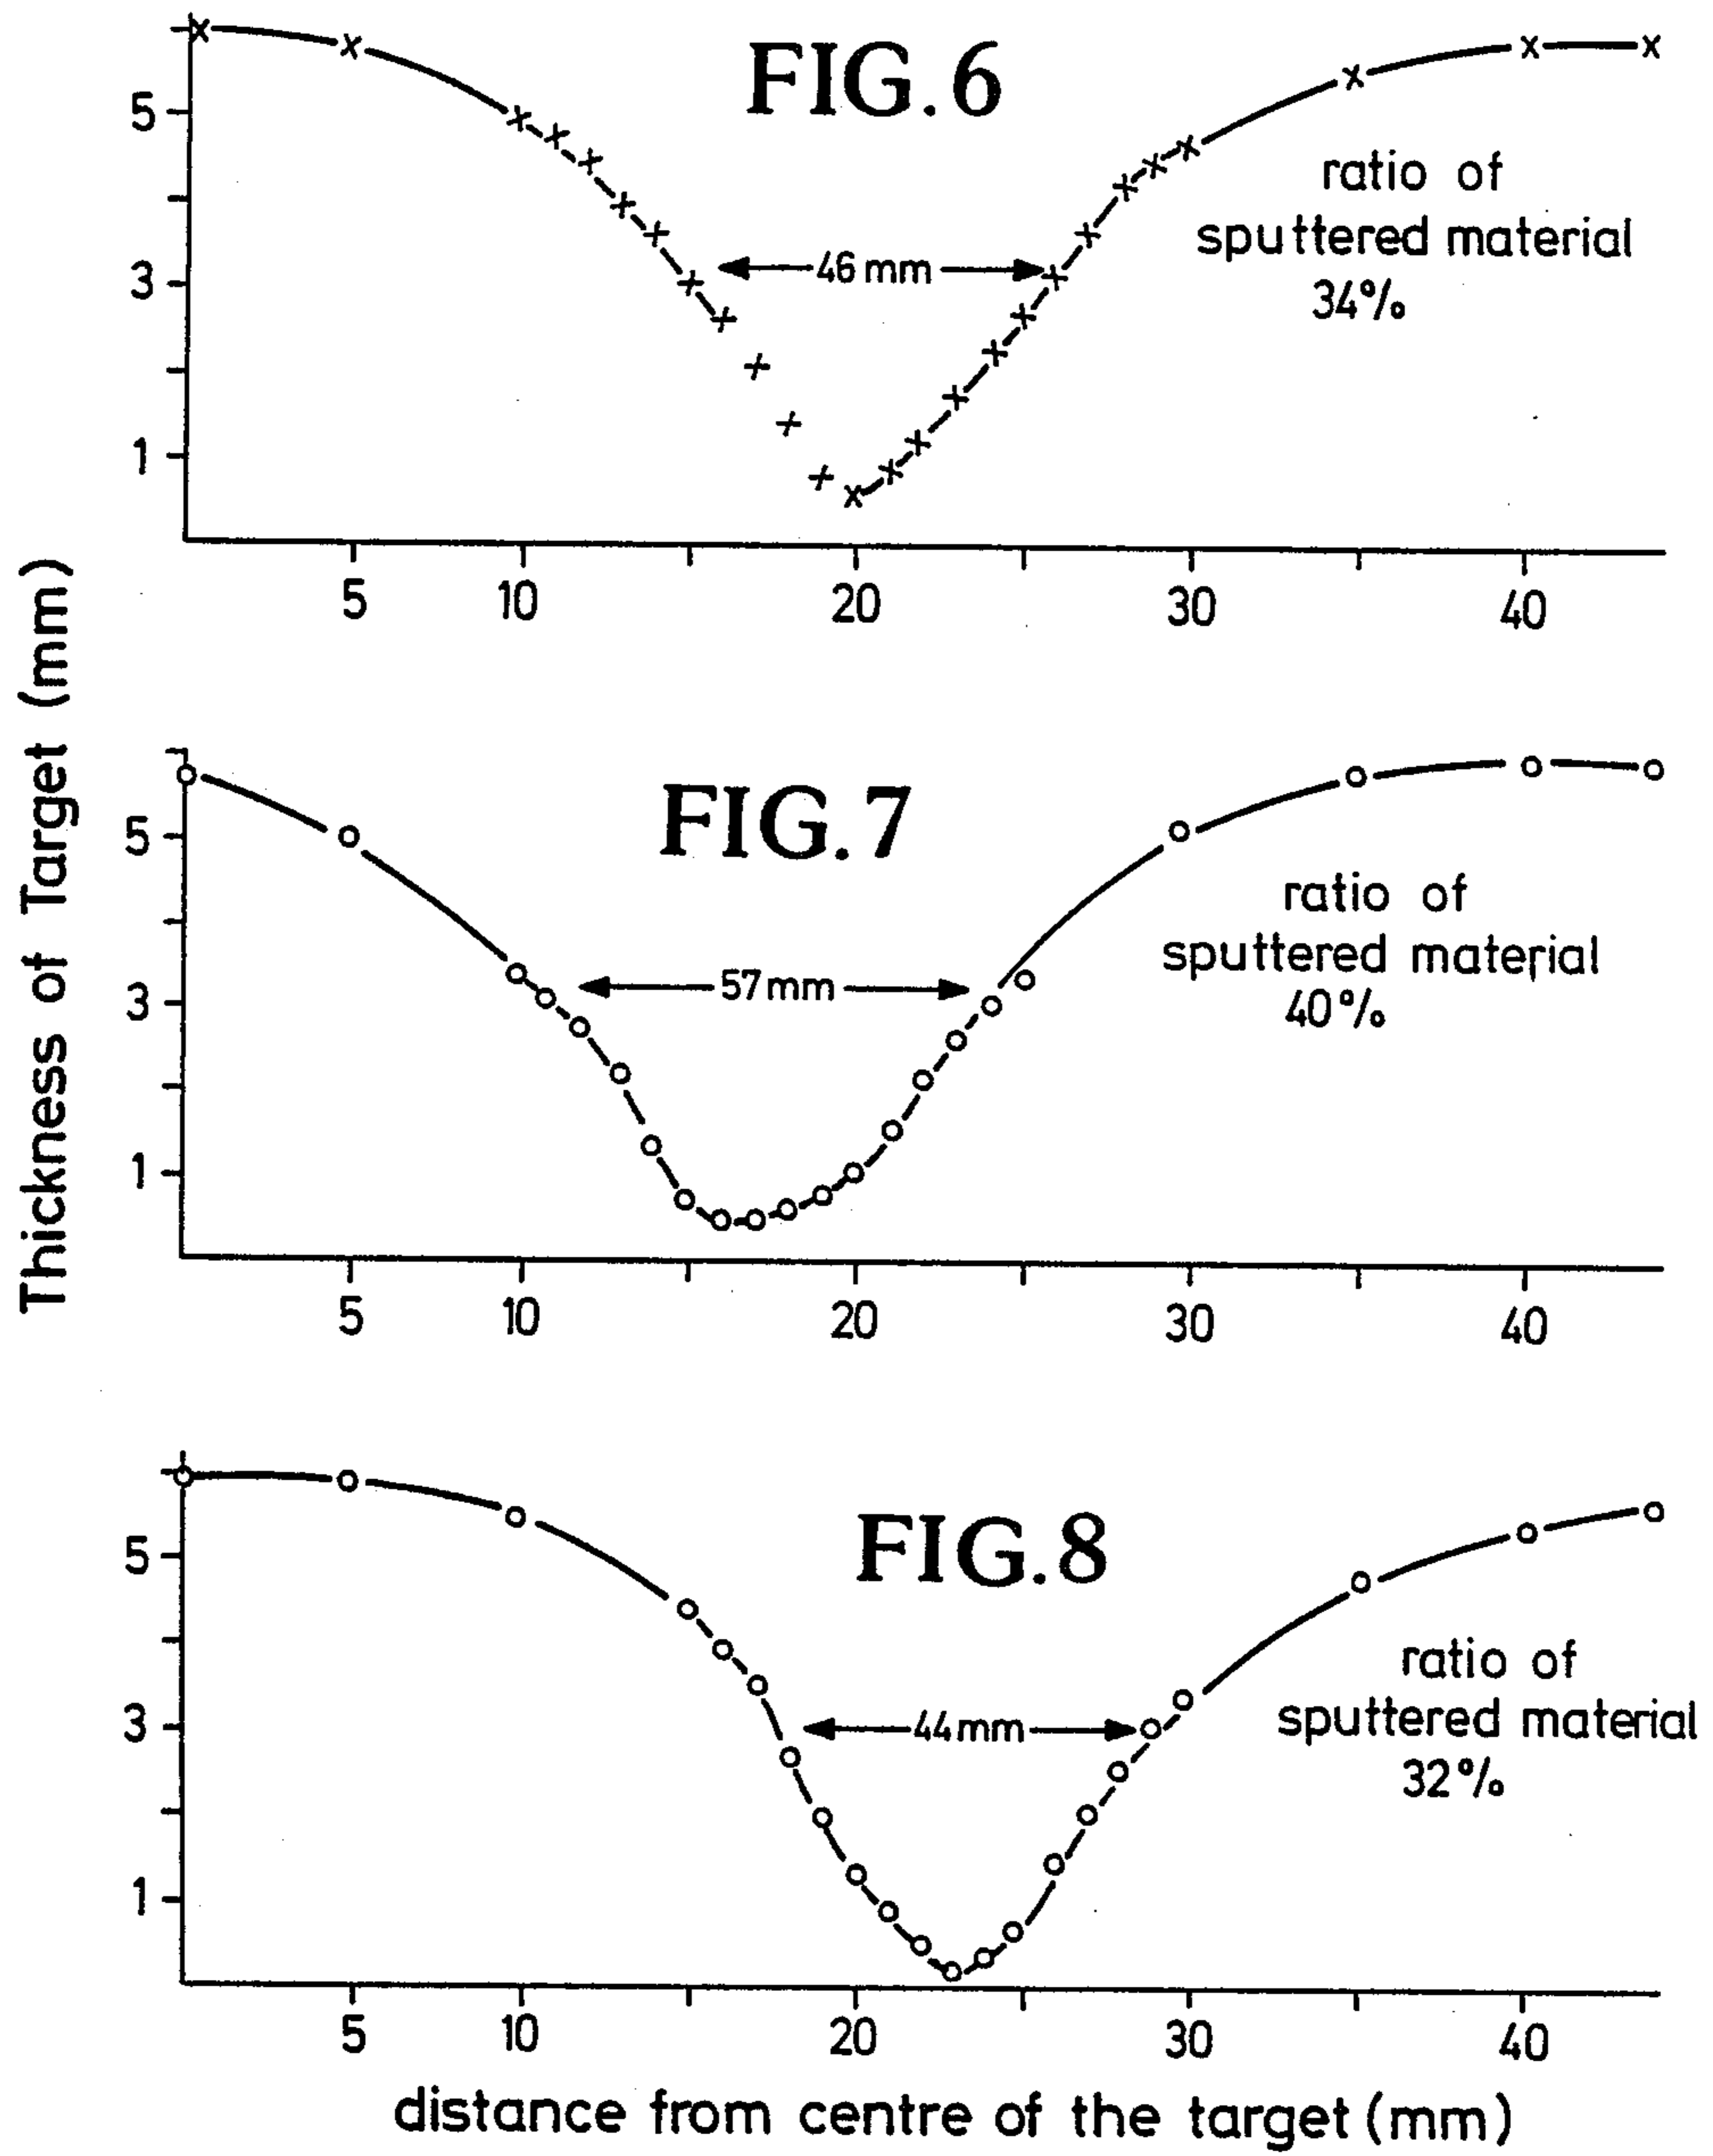 FIG. 6
5
3
1
46 mm
ratio of
sputtered material
34%
5 10 20 30 40
Thickness of Target (mm)
FIG. 7
5
3
1
57 mm
ratio of
sputtered material
40%
5 10 20 30 40
FIG. 8
5
3
1
44 mm
ratio of
sputtered material
32%
5 10 20 30 40
distance from centre of the target (mm)